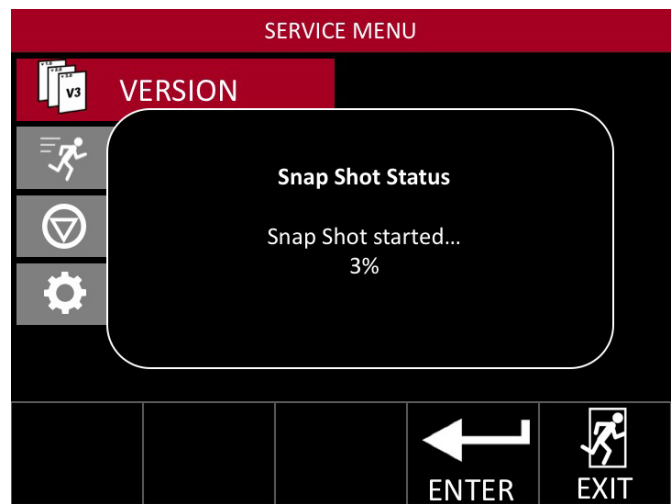 SERVICE MENU
V3
VERSION
Snap Shot Status
Snap Shot started...
3%
ENTER
EXIT